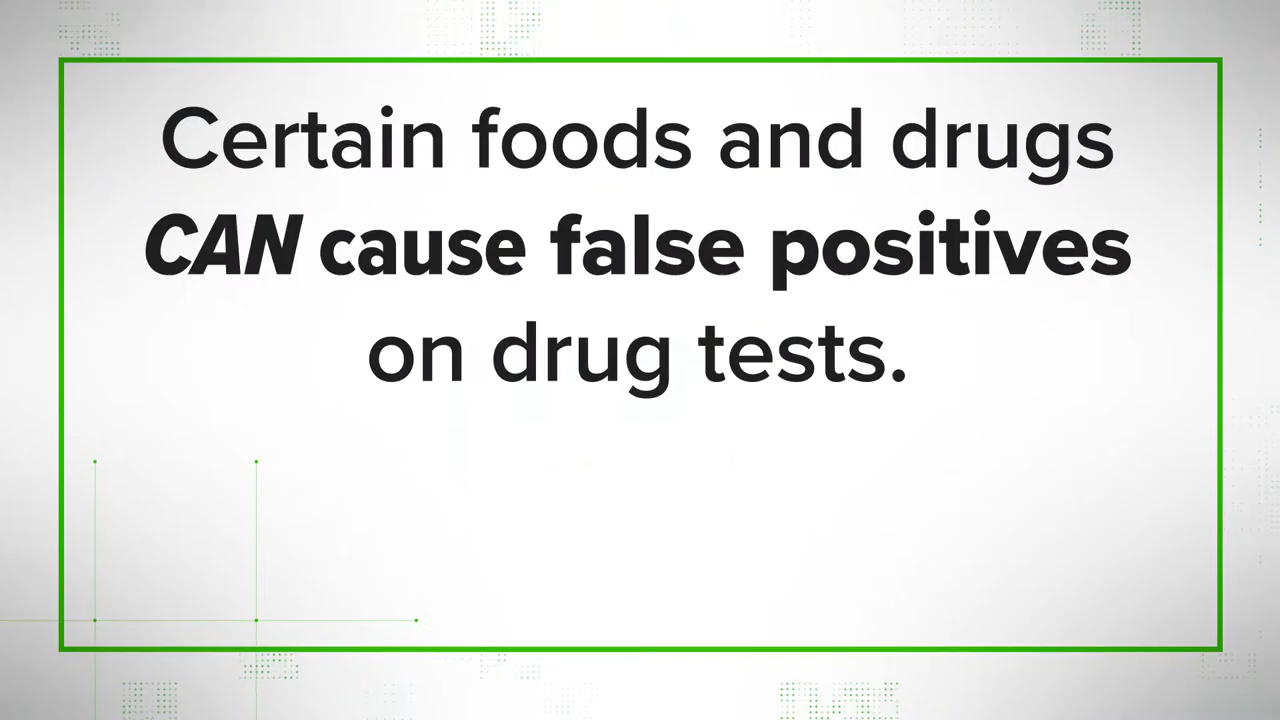 Certain foods and drugs
CAN cause false positives
on drug tests.